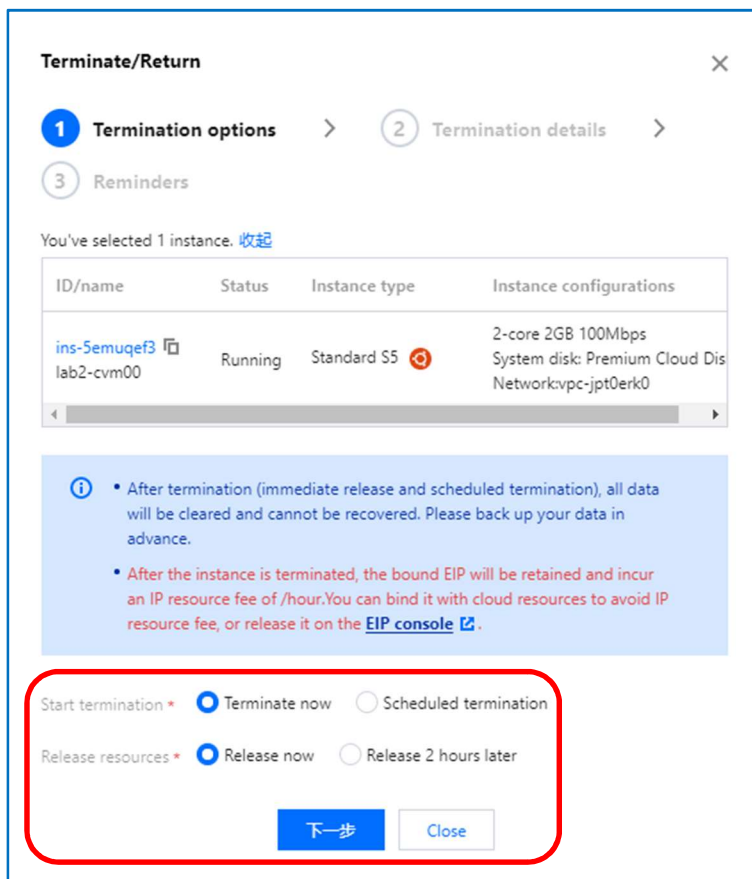 Terminate/Return
1 Termination options > 2 Termination details >
3 Reminders
You've selected 1 instance. 收起
ID/name Status Instance type Instance configurations
ins-5emuqef3 Running Standard S5 2-core 2GB 100Mbps
lab2-cvm00 System disk: Premium Cloud Dis
Network:vpc-jpt0erk0
• After termination (immediate release and scheduled termination), all data
will be cleared and cannot be recovered. Please back up your data in
advance.
• After the instance is terminated, the bound EIP will be retained and incur
an IP resource fee of /hour.You can bind it with cloud resources to avoid IP
resource fee, or release it on the EIP console.
Start termination * Terminate now Scheduled termination
Release resources * Release now Release 2 hours later
下一步 Close